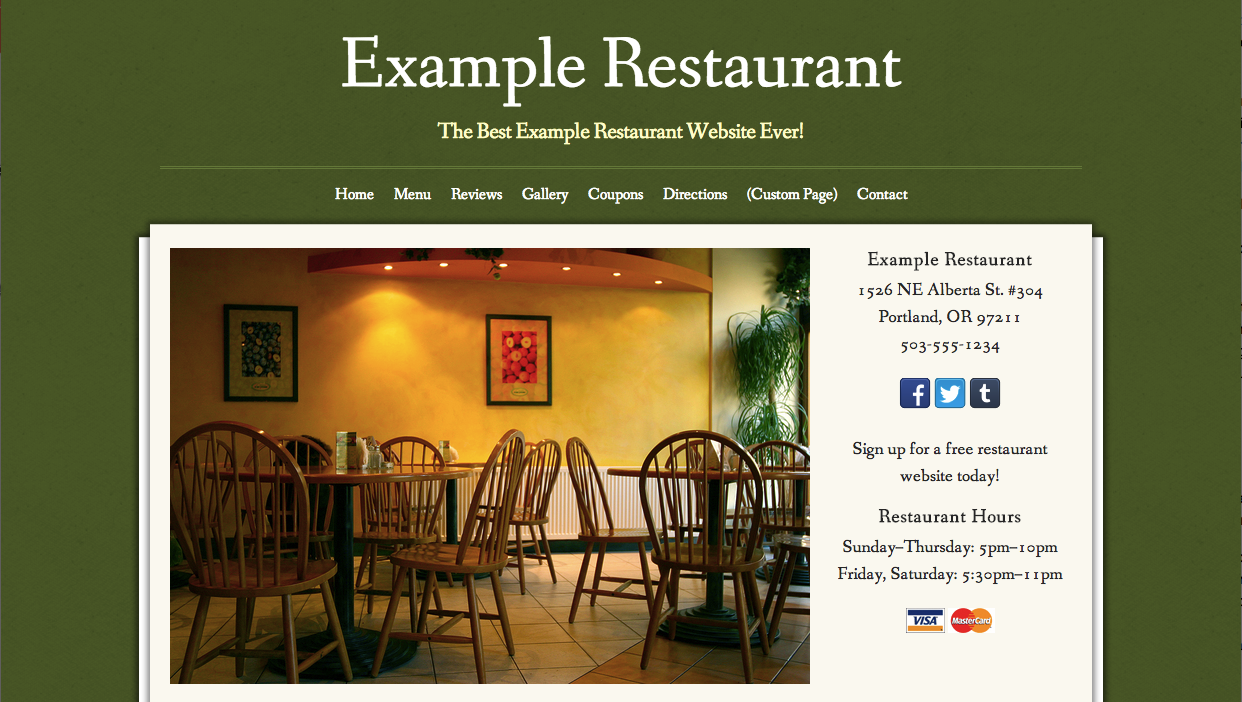 Example Restaurant
The Best Example Restaurant Website Ever!
Home Menu Reviews Gallery Coupons Directions (Custom Page) Contact
Example Restaurant
1526 NE Alberta St. #304
Portland, OR 97211
503-555-1234
f t
Sign up for a free restaurant
website today!
Restaurant Hours
Sunday–Thursday: 5pm–10pm
Friday, Saturday: 5:30pm–11pm
VISA MasterCard